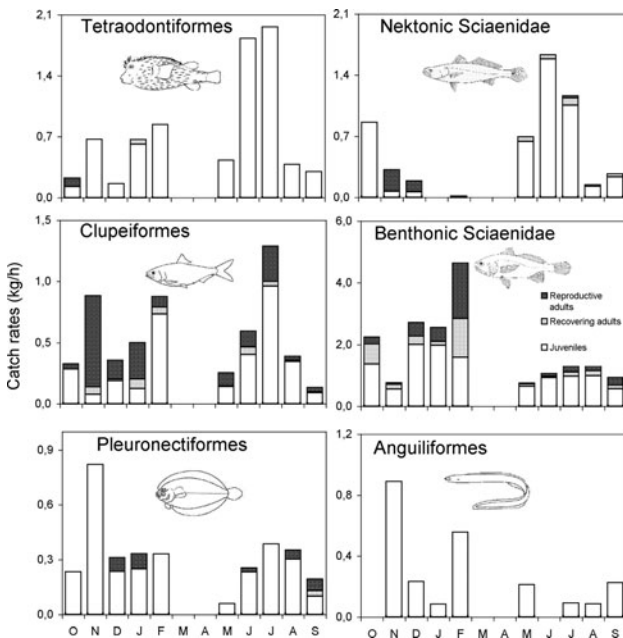 Tetraodontiformes
2,1
1,4
0,7
0,0
Nektonic Sciaenidae
2,1
1,4
0,7
0,0
Catch rates (kg/h)
Clupeiformes
1,5
1,0
0,5
0,0
Benthonic Sciaenidae
6,0
4,0
2,0
0,0
Reproductive
adults
Recovering adults
Juveniles
Pleuronectiformes
0,9
0,6
0,3
0,0
O N D J F M A M J J A S
Anguiliformes
1,2
0,8
0,4
0,0
O N D J F M A M J J A S